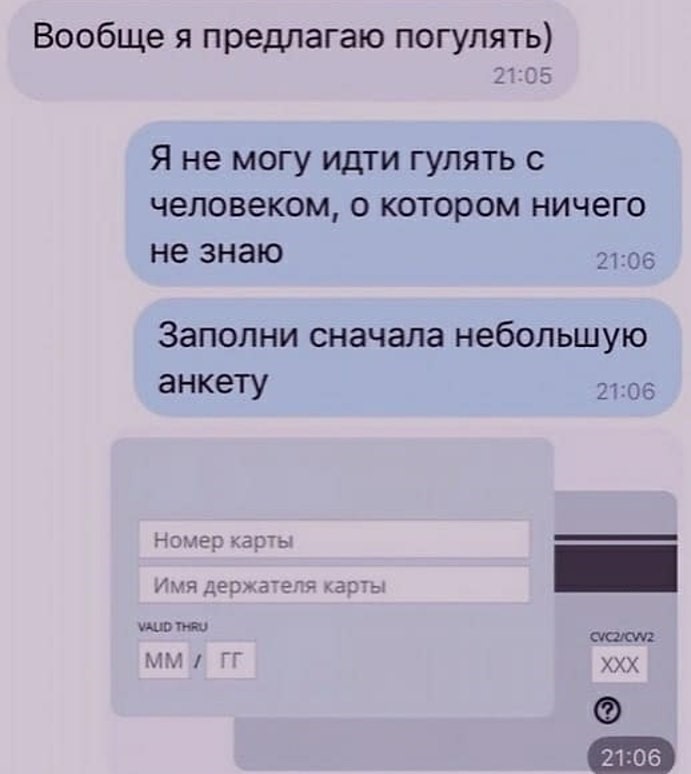 Вообще я предлагаю погулять)
21:05
Я не могу идти гулять с
человеком, о котором ничего
не знаю
21:06
Заполни сначала небольшую
анкету
21:06
Номер карты
Имя держателя карты
VALID THRU
ММ / ГГ
CVC2/CVV2
XXX
?
21:06